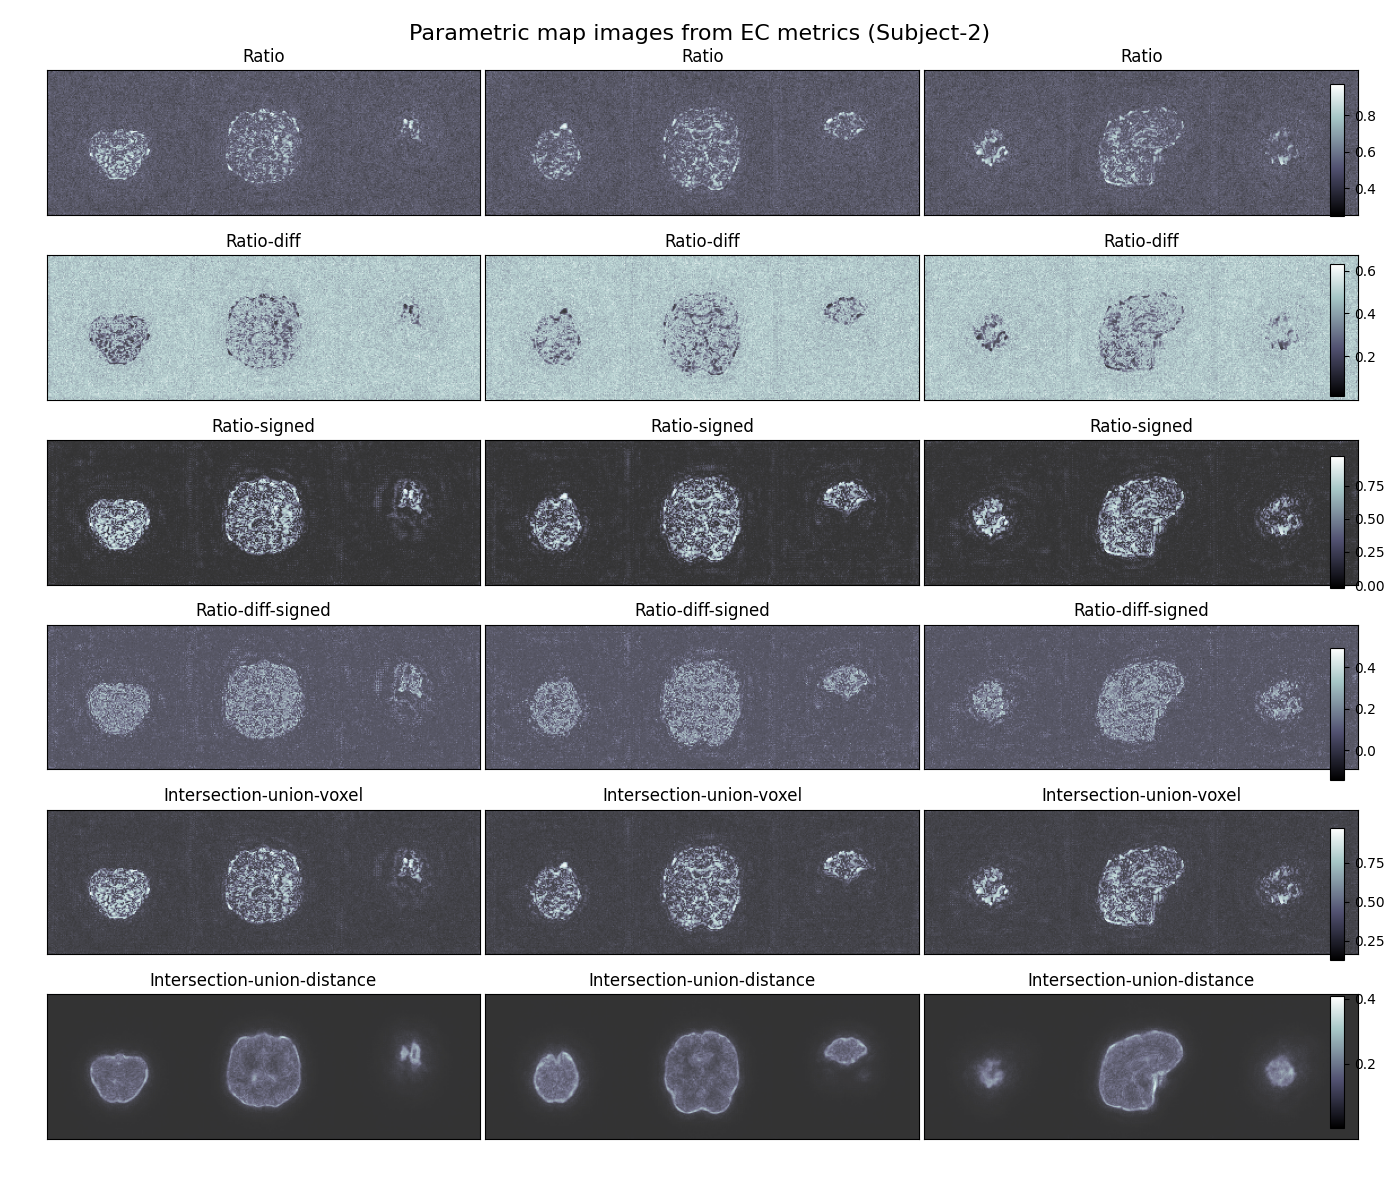 Parametric map images from EC metrics (Subject-2)
Ratio Ratio Ratio
0.8
0.6
0.4
Ratio-diff Ratio-diff Ratio-diff
0.6
0.4
0.2
Ratio-signed Ratio-signed Ratio-signed
0.75
0.50
0.25
0.00
Ratio-diff-signed Ratio-diff-signed Ratio-diff-signed
0.4
0.2
0.0
Intersection-union-voxel Intersection-union-voxel Intersection-union-voxel
0.75
0.50
0.25
Intersection-union-distance Intersection-union-distance Intersection-union-distance
0.4
0.2